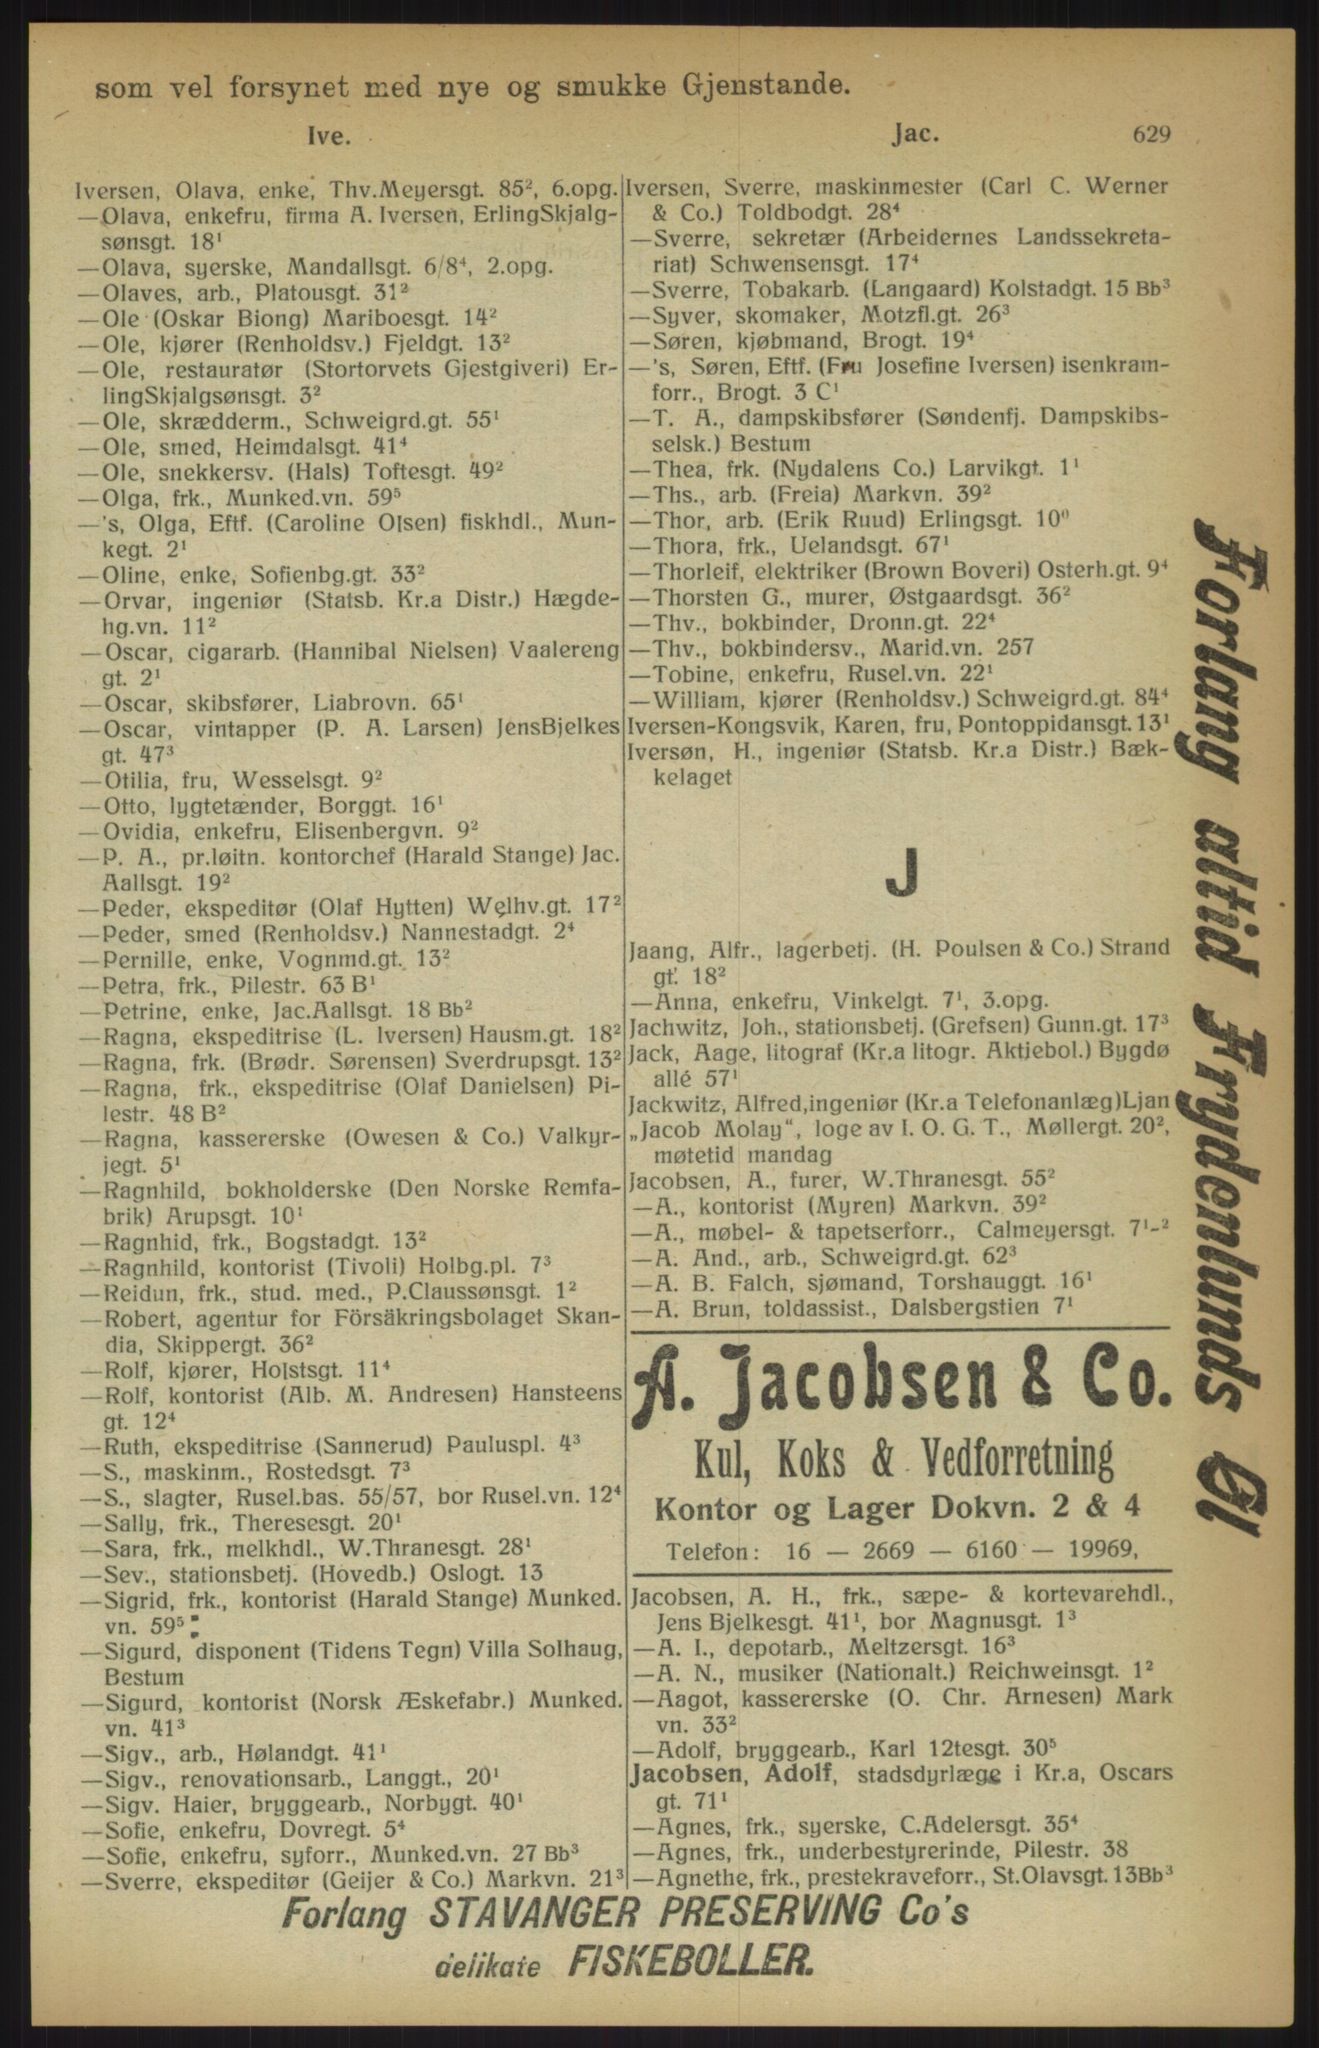 som vel forsynet med nye og smukke Gjenstande.
Ive.
Jac.
629
Iversen, Olava, enke, Thv.Meyersgt. 85², 6.opg.
—Olava, enkefru, firma A. Iversen, ErlingSkjalg-
sønsgt. 18¹
—Olava, syerske, Mandallsgt. 6/8⁴, 2.opg.
—Olaves, arb., Platousgt. 31²
—Ole (Oskar Biong) Mariboesgt. 14²
—Ole, kjører (Renholdsv.) Fjeldgt. 13²
—Ole, restauratør (Stortorvets Gjestgiveri) Er-
lingSkjalgsønsgt. 3²
—Ole, skrædderm., Schweigrd.gt. 55¹
—Ole, smed, Heimdalsgt. 41⁴
—Ole, snekkersv. (Hals) Toftesgt. 49²
—Olga, frk., Munked.vn. 59⁵
—'s, Olga, Eftf. (Caroline Olsen) fiskhdl., Mun-
kegt. 2¹
—Oline, enke, Sofienbg.gt. 33²
—Orvar, ingeniør (Statsb. Kr.a Distr.) Hægde-
hg.vn. 11²
—Oscar, cigararb. (Hannibal Nielsen) Vaalereng
gt. 2¹
—Oscar, skibsfører, Liabrovn. 65¹
—Oscar, vintapper (P. A. Larsen) JensBjelkes
gt. 47³
—Otilia, fru, Wesselsgt. 9²
—Otto, lygtetænder, Borggt. 16¹
—Ovidia, enkefru, Elisenbergvn. 9²
—P. A., pr.løitn. kontorchef (Harald Stange) Jac.
Aallsgt. 19²
—Peder, ekspeditør (Olaf Hytten) Welhv.gt. 17²
—Peder, smed (Renholdsv.) Nannestadgt. 2⁴
—Pernille, enke, Vognmd.gt. 13²
—Petra, frk., Pilestr. 63 B¹
—Petrine, enke, Jac.Aallsgt. 18 Bb²
—Ragna, ekspeditrise (L. Iversen) Hausm.gt. 18²
—Ragna, frk. (Brødr. Sørensen) Sverdrupsgt. 13²
—Ragna, frk., ekspeditrise (Olaf Danielsen) Pi-
lestr. 48 B²
—Ragna, kassererske (Owesen & Co.) Valkyr-
jegt. 5¹
—Ragnhild, bokholderske (Den Norske Remfa-
brik) Arupsgt. 10¹
—Ragnhid, frk., Bogstadgt. 13²
—Ragnhild, kontorist (Tivoli) Holbg.pl. 7³
—Reidun, frk., stud. med., P.Claussønsgt. 1²
—Robert, agentur for Försäkringsbolaget Skan-
dia, Skippergt. 36²
—Rolf, kjører, Holstsgt. 11⁴
—Rolf, kontorist (Alb. M. Andresen) Hansteens
gt. 12⁴
—Ruth, ekspeditrise (Sannerud) Pauluspl. 4³
—S., maskinm., Rostedsgt. 7³
—S., slagter, Rusel.bas. 55/57, bor Rusel.vn. 12⁴
—Sally, frk., Theresesgt. 20¹
—Sara, frk., melkhdl., W.Thranesgt. 28¹
—Sev., stationsbetj. (Hovedb.) Oslogt. 13
—Sigrid, frk., kontorist (Harald Stange) Munked.
vn. 59⁵
—Sigurd, disponent (Tidens Tegn) Villa Solhaug,
Bestum
—Sigurd, kontorist (Norsk Æskefabr.) Munked.
vn. 41³
—Sigv., arb., Hølandgt. 41¹
—Sigv., renovationsarb., Langgt., 20¹
—Sigv. Haier, bryggearb., Norbygt. 40¹
—Sofie, enkefru, Dovregt. 5⁴
—Sofie, enkefru, syforr., Munked.vn. 27 Bb³
—Sverre, ekspeditør (Geijer & Co.) Markvn. 21³
Iversen, Sverre, maskinmester (Carl C. Werner
& Co.) Toldbodgt. 28⁴
—Sverre, sekretær (Arbeidernes Landssekreta-
riat) Schwensensgt. 17⁴
—Sverre, Tobakarb. (Langaard) Kolstadgt. 15 Bb³
—Syver, skomaker, Motzfl.gt. 26³
—Søren, kjøbmand, Brogt. 19⁴
—'s, Søren, Eftf. (Fru Josefine Iversen) isenkram-
forr., Brogt. 3 C¹
—T. A., dampskibsfører (Søndenfj. Dampskibs-
selsk.) Bestum
—Thea, frk. (Nydalens Co.) Larvikgt. 1¹
—Ths., arb. (Freia) Markvn. 39²
—Thor, arb. (Erik Ruud) Erlingsgt. 10⁰
—Thora, frk., Uelandsgt. 67¹
—Thorleif, elektriker (Brown Boveri) Osterh.gt. 9⁴
—Thorsten G., murer, Østgaardsgt. 36²
—Thv., bokbinder, Dronn.gt. 22⁴
—Thv., bokbindersv., Marid.vn. 257
—Tobine, enkefru, Rusel.vn. 22¹
—William, kjører (Renholdsv.) Schweigrd.gt. 84⁴
Iversen-Kongsvik, Karen, fru, Pontoppidansgt. 13¹
Iversøn, H., ingeniør (Statsb. Kr.a Distr.) Bæk-
kelaget
J
Jaang, Alfr., lagerbetj. (H. Poulsen & Co.) Strand
gt. 18²
—Anna, enkefru, Vinkelgt. 7¹, 3.opg.
Jachwitz, Joh., stationsbetj. (Grefsen) Gunn.gt. 17³
Jack, Aage, litograf (Kr.a litogr. Aktjebol.) Bygdø
allé 57¹
Jackwitz, Alfred,ingeniør (Kr.a Telefonanlæg)Ljan
„Jacob Molay“, loge av I. O. G. T., Møllergt. 20²,
møtetid mandag
Jacobsen, A., furer, W.Thranesgt. 55²
—A., kontorist (Myren) Markvn. 39²
—A., møbel- & tapetserforr., Calmeyersgt. 7¹-²
—A. And., arb., Schweigrd.gt. 62³
—A. B. Falch, sjømand, Torshauggt. 16¹
—A. Brun, toldassist., Dalsbergstien 7¹
A. Jacobsen & Co.
Kul, Koks & Vedforretning
Kontor og Lager Dokvn. 2 & 4
Telefon: 16 — 2669 — 6160 — 19969,
Jacobsen, A. H., frk., sæpe- & kortevarehdl.,
Jens Bjelkesgt. 41¹, bor Magnusgt. 1³
—A. I., depotarb., Meltzersgt. 16³
—A. N., musiker (Nationalt.) Reichweinsgt. 1²
—Aagot, kassererske (O. Chr. Arnesen) Mark
vn. 33²
—Adolf, bryggearb., Karl 12tesgt. 30⁵
Jacobsen, Adolf, stadsdyrlæge i Kr.a, Oscars
gt. 71¹
—Agnes, frk., syerske, C.Adelersgt. 35⁴
—Agnes, frk., underbestyrerinde, Pilestr. 38
—Agnethe, frk., prestekraveforr., St.Olavsgt. 13Bb³
Forlang altid Frydenlunds Øl
Forlang STAVANGER PRESERVING Co's
delikate FISKEBOLLER.